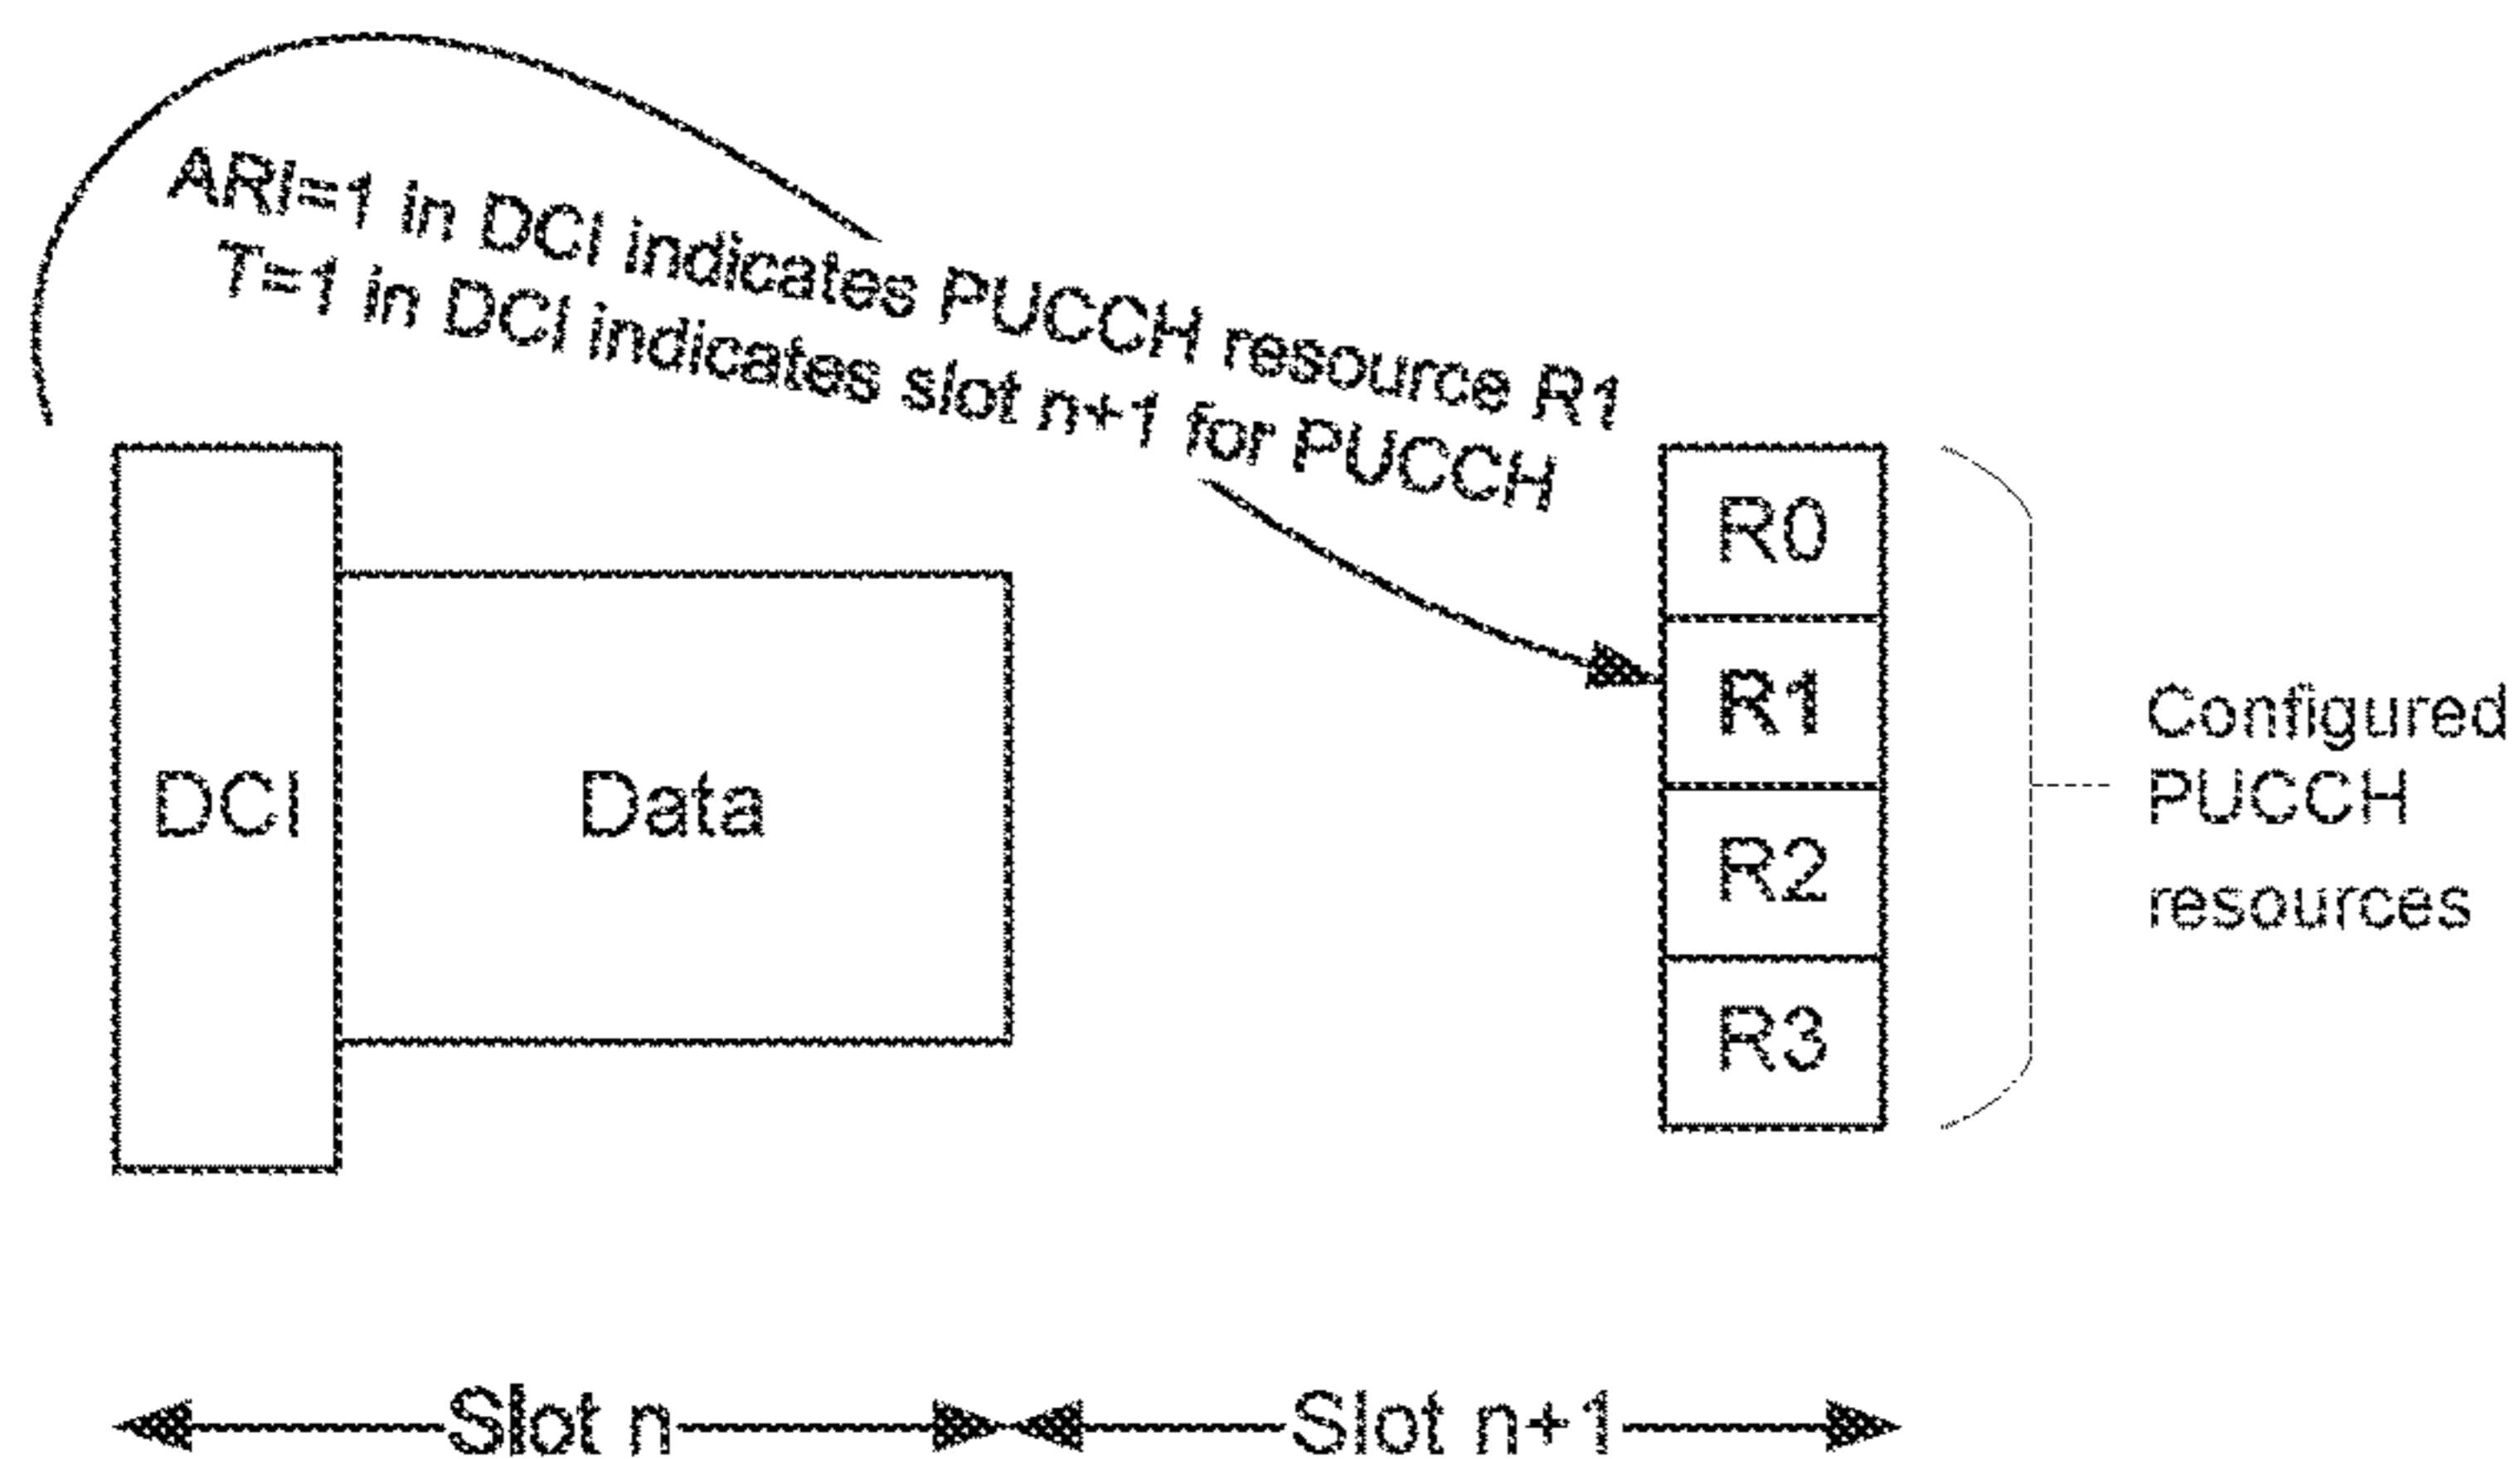 ARI=1 in DCI indicates PUCCH resource R1
T=1 in DCI indicates slot n+1 for PUCCH
R0
R1
R2
R3
DCI
Data
Configured
PUCCH
resources
Slot n
Slot n+1